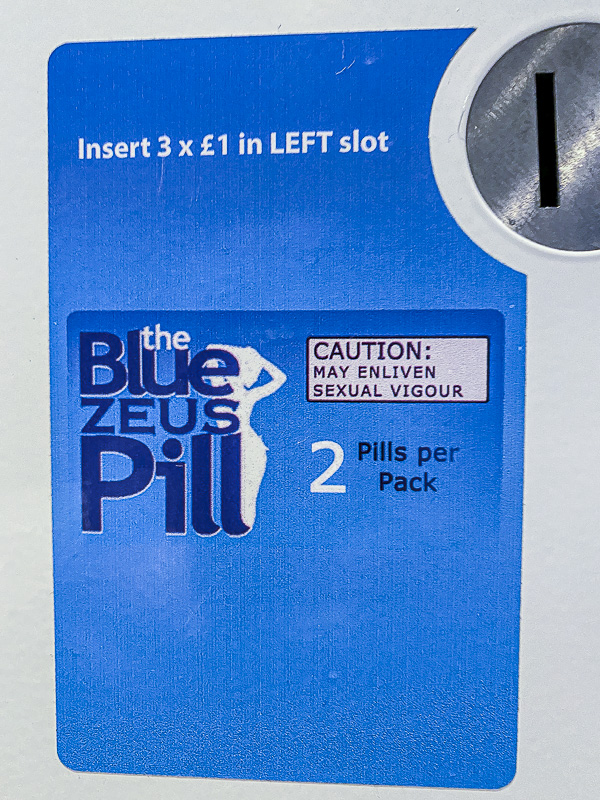 Insert 3 x £1 in LEFT slot
the
Blue
ZEUS
Pill
CAUTION:
MAY ENLIVEN
SEXUAL VIGOUR
2 Pills per
Pack